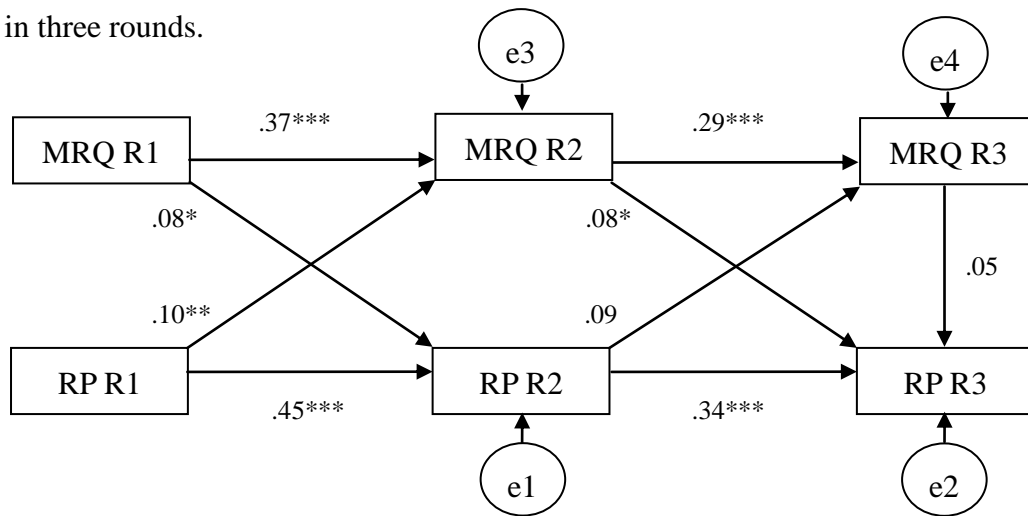 in three rounds.
e3
e4
.37***
.29***
MRQ R1
MRQ R2
MRQ R3
.08*
.08*
.05
.10**
.09
RP R1
RP R2
RP R3
.45***
.34***
e1
e2